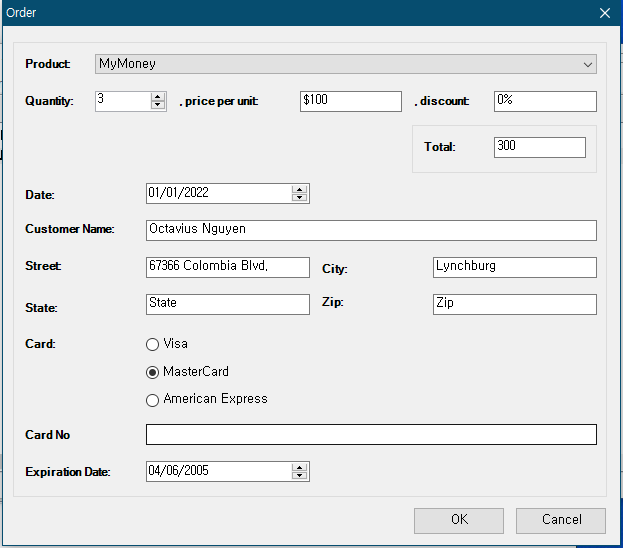 Order
Product: MyMoney
Quantity: 3 , price per unit: $100 , discount: 0%
Total: 300
Date: 01/01/2022
Customer Name: Octavius Nguyen
Street: 67366 Colombia Blvd, City: Lynchburg
State: State Zip: Zip
Card: Visa
MasterCard
American Express
Card No
Expiration Date: 04/06/2005
OK Cancel